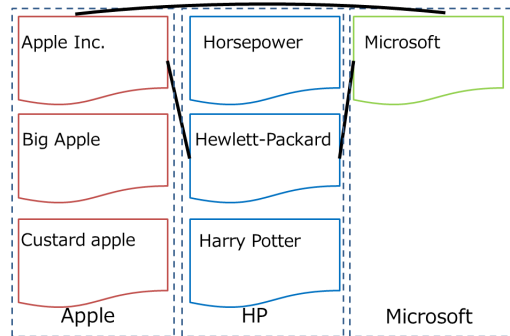 Apple Inc.
Horsepower
Microsoft
Big Apple
Hewlett-Packard
Custard apple
Harry Potter
Apple
HP
Microsoft